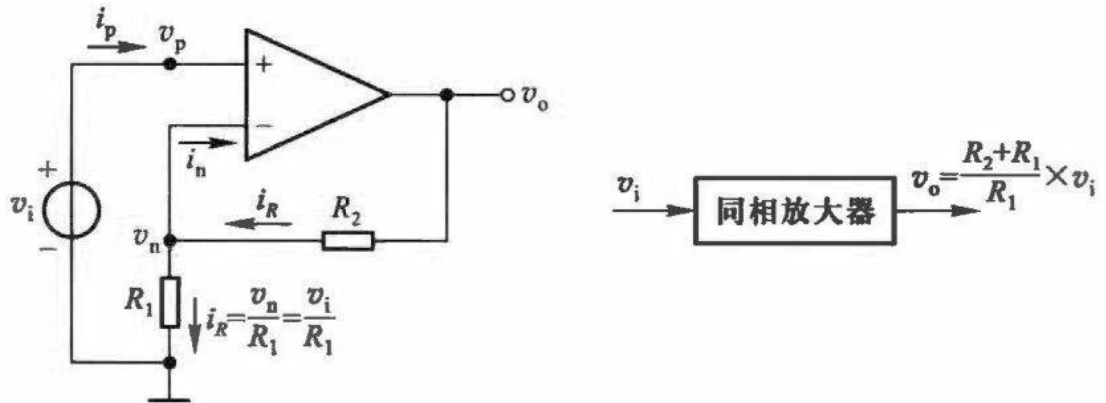 i_p
v_p
+
−
v_o
i_n
+
v_i
−
i_R
R_2
v_n
R_1
i_R=v_n/R_1=v_i/R_1
v_i
同相放大器
v_o=(R_2+R_1)/R_1×v_i